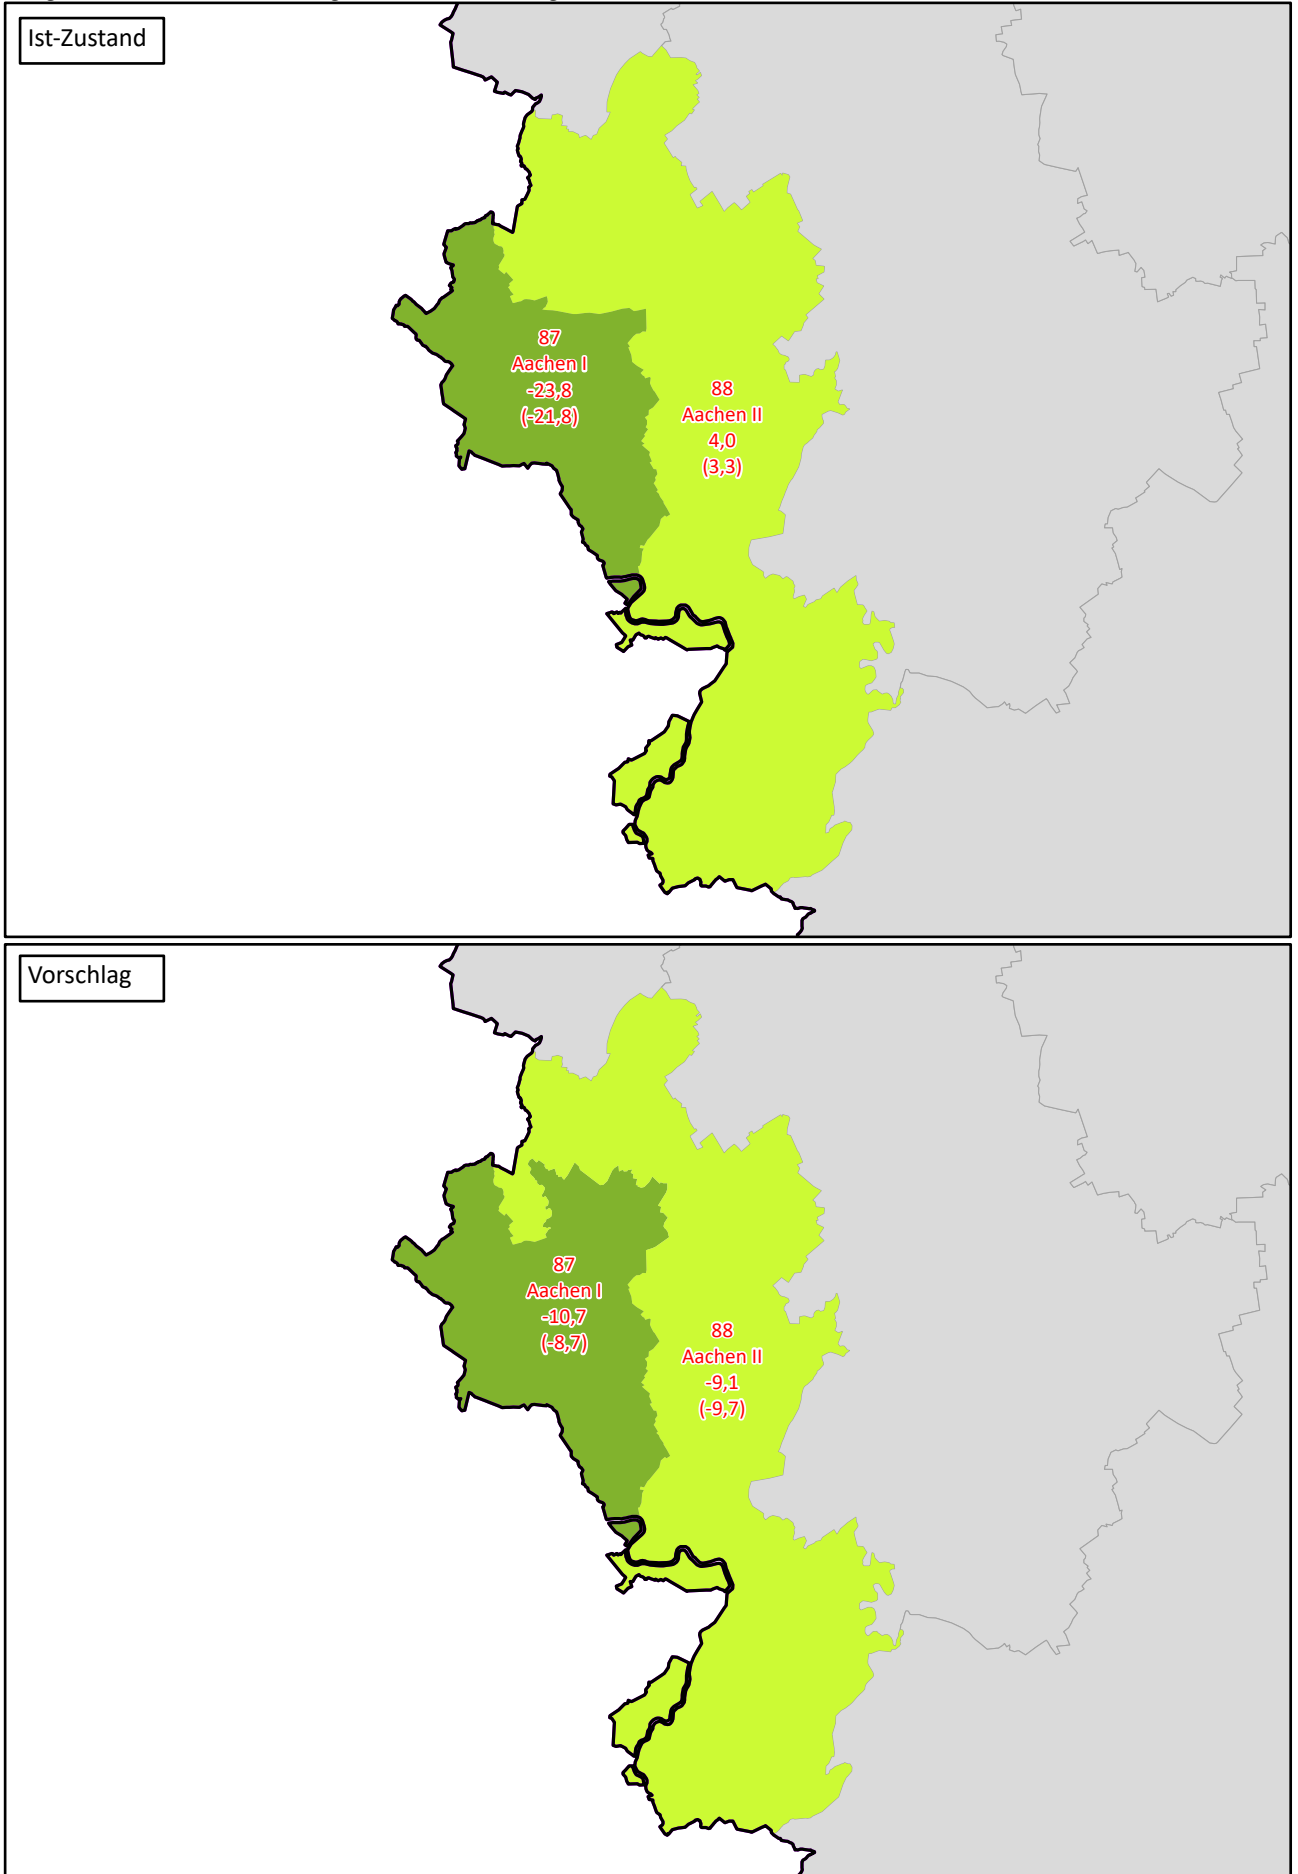 Ist-Zustand
87
Aachen I
-23,8
(-21,8)
88
Aachen II
4,0
(3,3)
Vorschlag
87
Aachen I
-10,7
(-8,7)
88
Aachen II
-9,1
(-9,7)